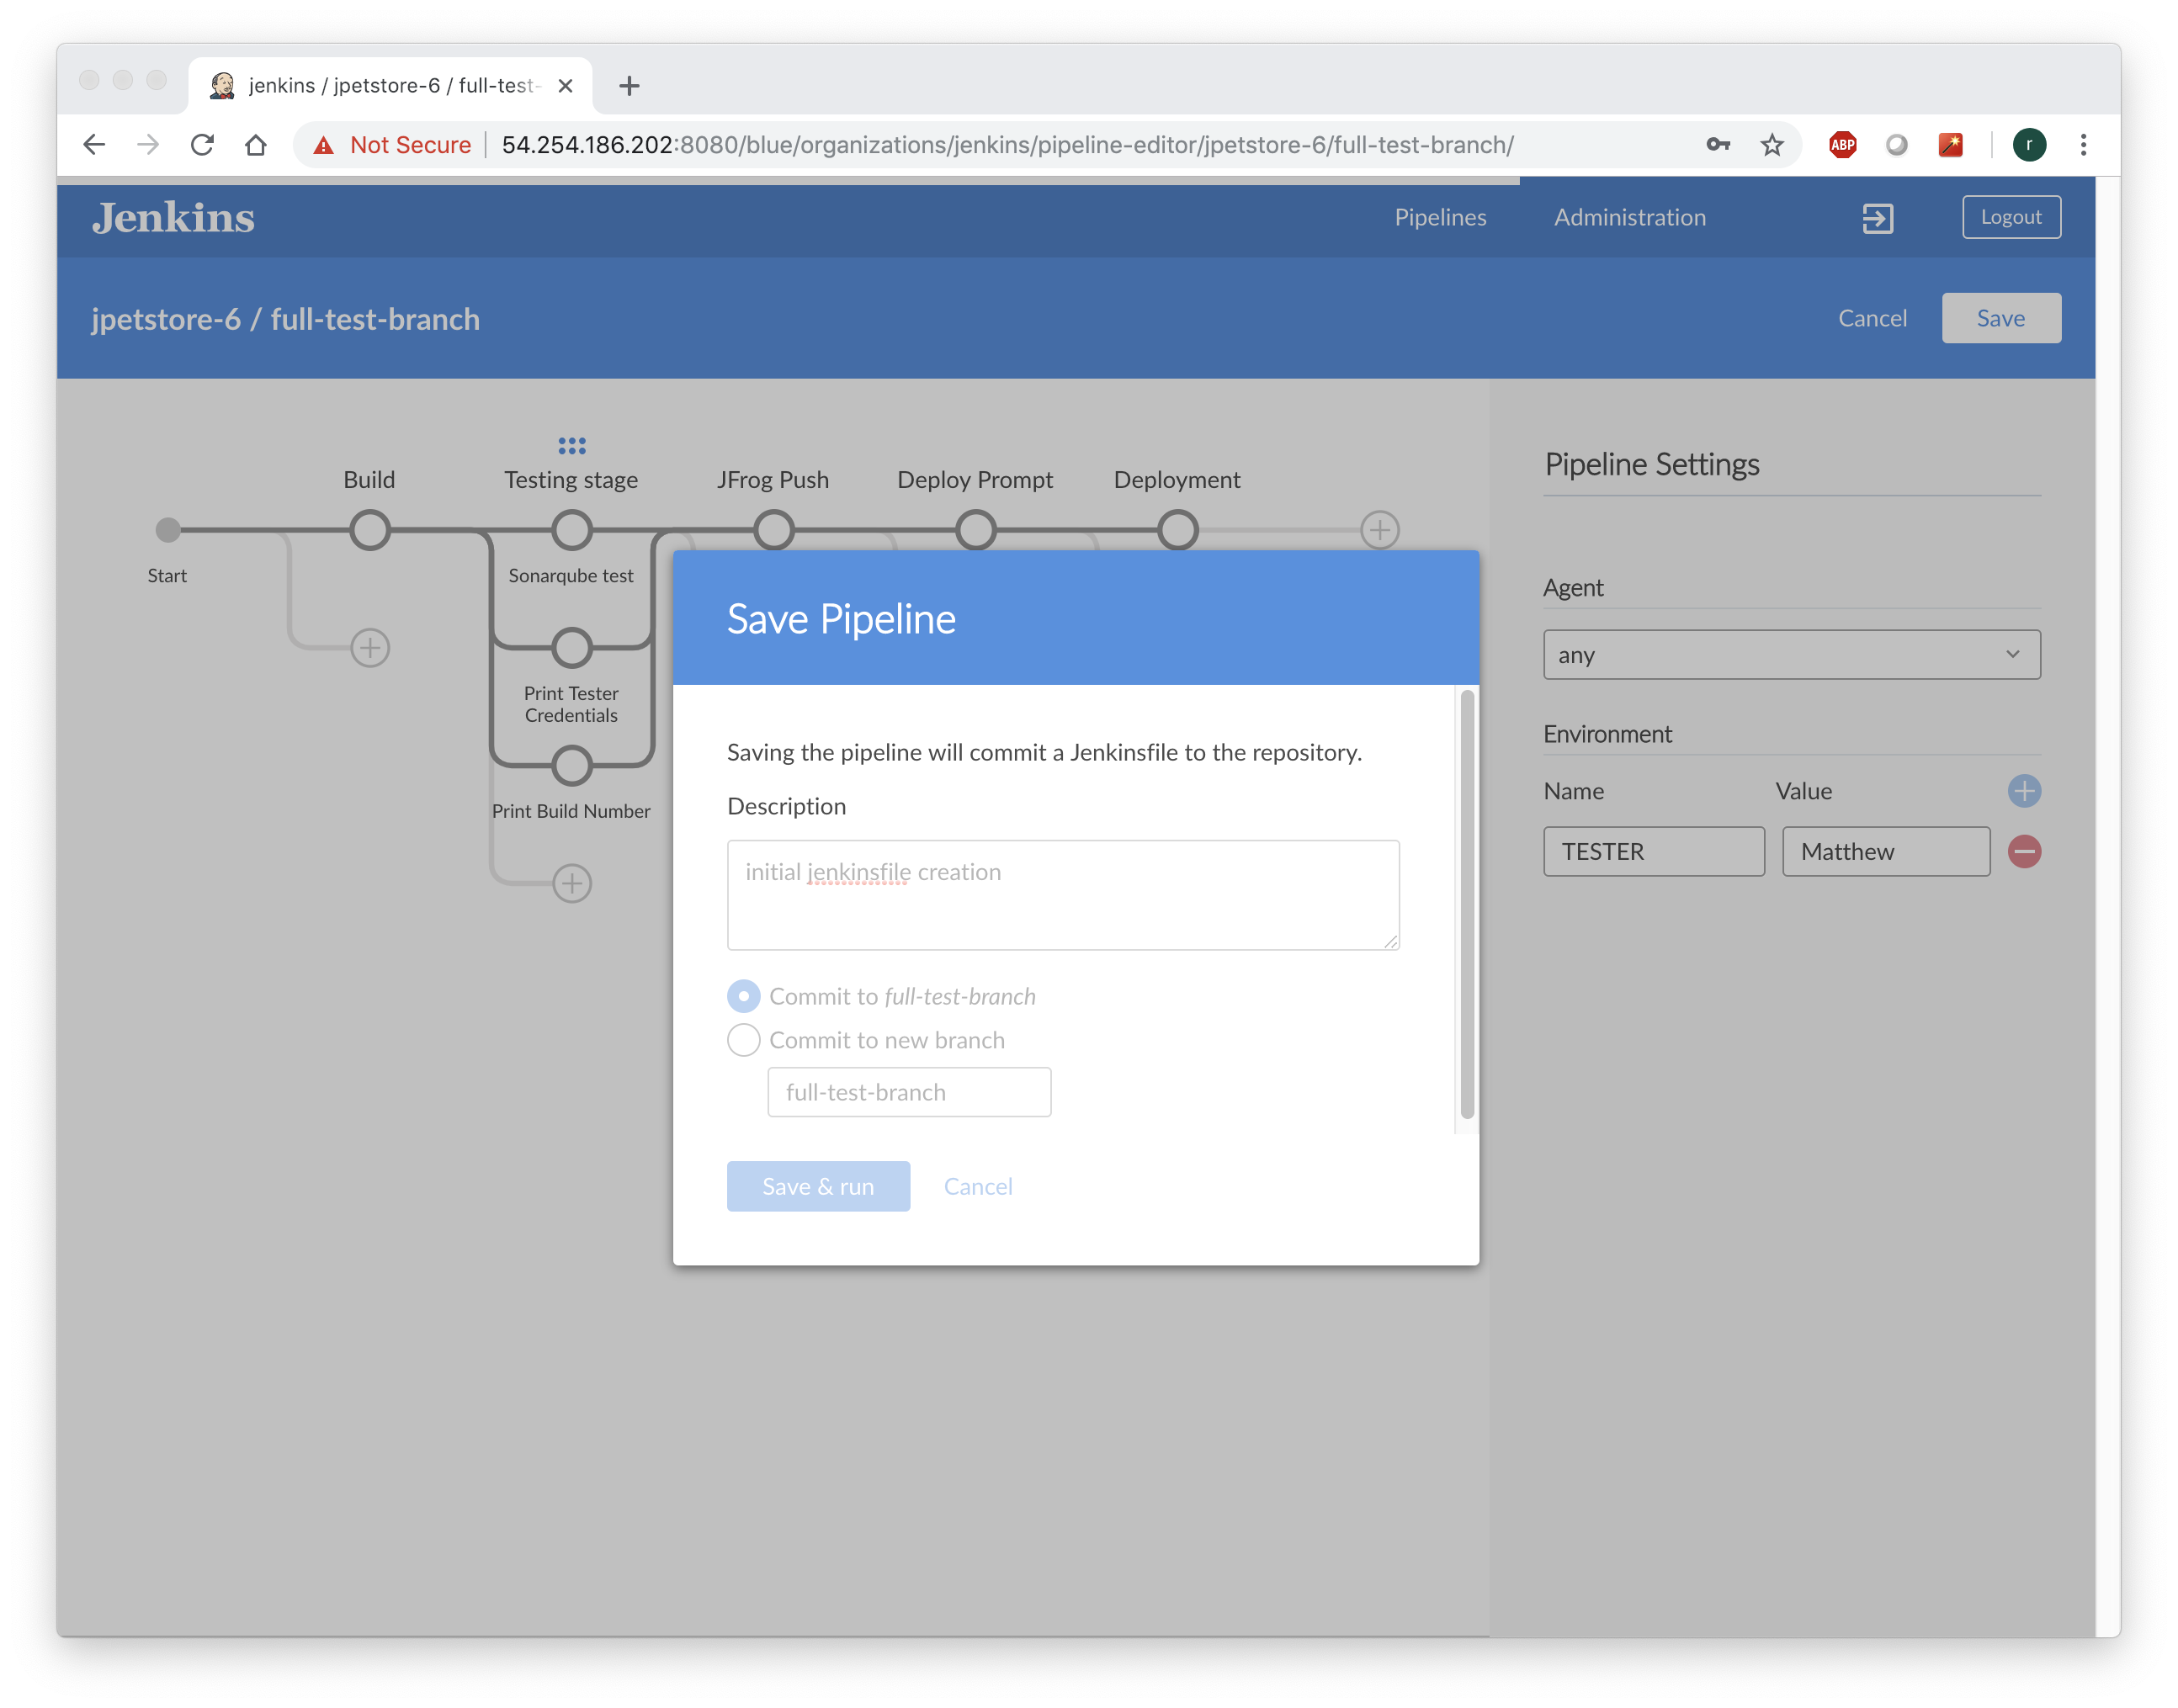 jenkins / jpetstore-6 / full-test-
Not Secure 54.254.186.202:8080/blue/organizations/jenkins/pipeline-editor/jpetstore-6/full-test-branch/
ABP
r
Jenkins
Pipelines
Administration
Logout
jpetstore-6 / full-test-branch
Cancel
Save
Build
Testing stage
JFrog Push
Deploy Prompt
Deployment
Start
Sonarqube test
Print Tester
Credentials
Print Build Number
Save Pipeline
Saving the pipeline will commit a Jenkinsfile to the repository.
Description
initial jenkinsfile creation
Commit to full-test-branch
Commit to new branch
full-test-branch
Save & run
Cancel
Pipeline Settings
Agent
any
Environment
Name
Value
TESTER
Matthew